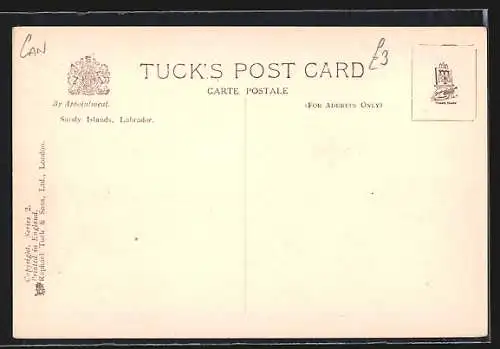 CAN
£3
TUCK'S POST CARD
CARTE POSTALE
By Appointment.
(FOR ADDRESS ONLY)
Sandy Islands, Labrador.
Copyright, Series 2.
Printed in England.
Raphael Tuck & Sons, Ltd., London.